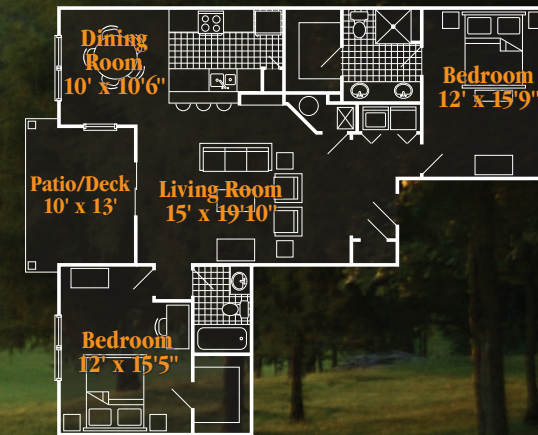 Dining
Room
10' x 10'6"
Bedroom
12' x 15'9"
Patio/Deck
10' x 13'
Living Room
15' x 19'10"
Bedroom
12' x 15'5"